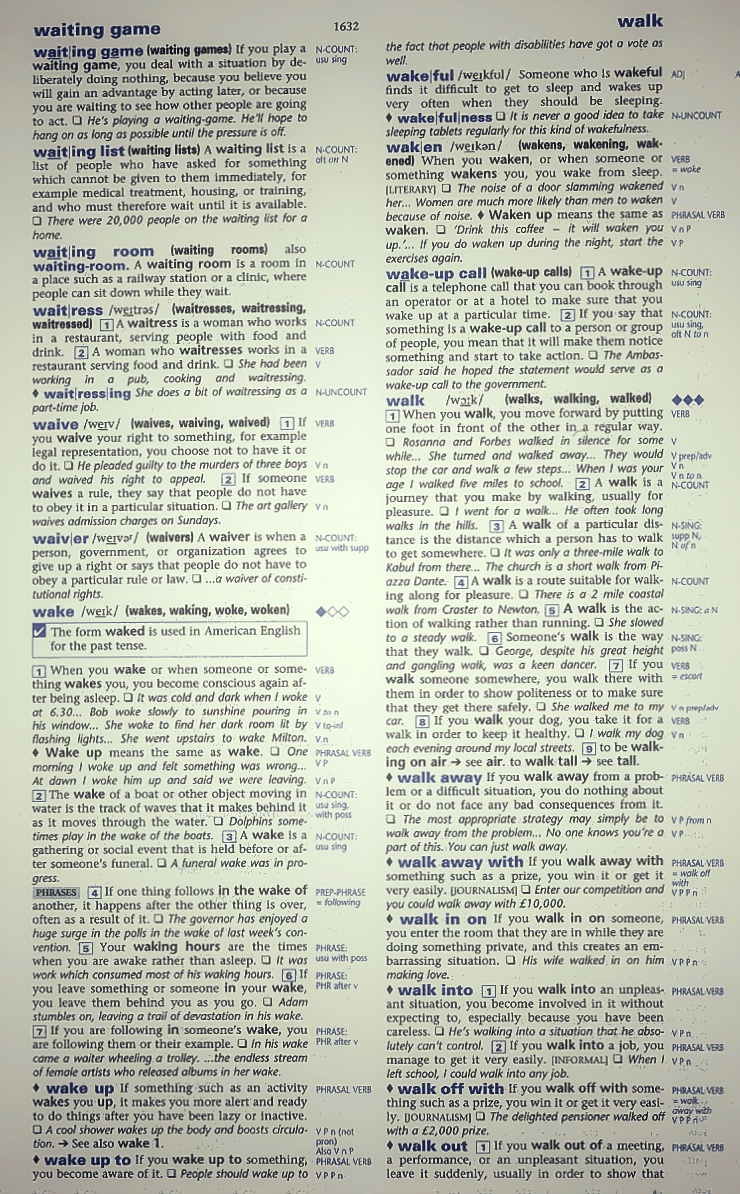 waiting game
1632
walk
wait|ing game (waiting games) If you play a
waiting game, you deal with a situation by de-
liberately doing nothing, because you believe you
will gain an advantage by acting later, or because
you are waiting to see how other people are going
to act. ❏ He's playing a waiting-game. He'll hope to
hang on as long as possible until the pressure is off.
N-COUNT:
usu sing
wait|ing list (waiting lists) A waiting list is a
list of people who have asked for something
which cannot be given to them immediately, for
example medical treatment, housing, or training,
and who must therefore wait until it is available.
❏ There were 20,000 people on the waiting list for a
home.
N-COUNT:
oft on N
wait|ing room (waiting rooms) also
waiting-room. A waiting room is a room in
a place such as a railway station or a clinic, where
people can sit down while they wait.
N-COUNT
wait|ress /weɪtrəs/ (waitresses, waitressing,
waitressed) 1 A waitress is a woman who works
in a restaurant, serving people with food and
drink. 2 A woman who waitresses works in a
restaurant serving food and drink. ❏ She had been
working in a pub, cooking and waitressing.
♦ wait|ress|ing She does a bit of waitressing as a
part-time job.
N-COUNT
VERB
V
N-UNCOUNT
waive /weɪv/ (waives, waiving, waived) 1 If
you waive your right to something, for example
legal representation, you choose not to have it or
do it. ❏ He pleaded guilty to the murders of three boys
and waived his right to appeal. 2 If someone
waives a rule, they say that people do not have
to obey it in a particular situation. ❏ The art gallery
waives admission charges on Sundays.
VERB
V n
VERB
V n
waiv|er /weɪvəʳ/ (waivers) A waiver is when a
person, government, or organization agrees to
give up a right or says that people do not have to
obey a particular rule or law. ❏ ...a waiver of consti-
tutional rights.
N-COUNT:
usu with supp
wake /weɪk/ (wakes, waking, woke, woken)
◆◇◇
☑ The form waked is used in American English
for the past tense.
1 When you wake or when someone or some-
thing wakes you, you become conscious again af-
ter being asleep. ❏ It was cold and dark when I woke
at 6.30... Bob woke slowly to sunshine pouring in
his window... She woke to find her dark room lit by
flashing lights... She went upstairs to wake Milton.
♦ Wake up means the same as wake. ❏ One
morning I woke up and felt something was wrong...
At dawn I woke him up and said we were leaving.
2 The wake of a boat or other object moving in
water is the track of waves that it makes behind it
as it moves through the water. ❏ Dolphins some-
times play in the wake of the boats. 3 A wake is a
gathering or social event that is held before or af-
ter someone's funeral. ❏ A funeral wake was in pro-
gress.
VERB
V
V to n
V to-inf
V n
PHRASAL VERB
V P
V n P
N-COUNT:
usu sing,
with poss
N-COUNT:
usu sing
PHRASES 4 If one thing follows in the wake of
another, it happens after the other thing is over,
often as a result of it. ❏ The governor has enjoyed a
huge surge in the polls in the wake of last week's con-
vention. 5 Your waking hours are the times
when you are awake rather than asleep. ❏ It was
work which consumed most of his waking hours. 6 If
you leave something or someone in your wake,
you leave them behind you as you go. ❏ Adam
stumbles on, leaving a trail of devastation in his wake.
7 If you are following in someone's wake, you
are following them or their example. ❏ In his wake
came a waiter wheeling a trolley. ...the endless stream
of female artists who released albums in her wake.
PREP-PHRASE
= following
PHRASE:
usu with poss
PHRASE:
PHR after v
PHRASE:
PHR after v
♦ wake up If something such as an activity
wakes you up, it makes you more alert and ready
to do things after you have been lazy or inactive.
❏ A cool shower wakes up the body and boosts circula-
tion. → See also wake 1.
PHRASAL VERB
V P n (not
pron)
Also V n P
♦ wake up to If you wake up to something,
you become aware of it. ❏ People should wake up to
PHRASAL VERB
V P P n
the fact that people with disabilities have got a vote as
well.
wake|ful /weɪkfʊl/ Someone who is wakeful
finds it difficult to get to sleep and wakes up
very often when they should be sleeping.
♦ wake|ful|ness ❏ It is never a good idea to take
sleeping tablets regularly for this kind of wakefulness.
ADJ
A
N-UNCOUNT
wak|en /weɪkən/ (wakens, wakening, wak-
ened) When you waken, or when someone or
something wakens you, you wake from sleep.
[LITERARY] ❏ The noise of a door slamming wakened
her... Women are much more likely than men to waken
because of noise. ♦ Waken up means the same as
waken. ❏ 'Drink this coffee – it will waken you
up.'... If you do waken up during the night, start the
exercises again.
VERB
= wake
V n
V
PHRASAL VERB
V n P
V P
wake-up call (wake-up calls) 1 A wake-up
call is a telephone call that you can book through
an operator or at a hotel to make sure that you
wake up at a particular time. 2 If you say that
something is a wake-up call to a person or group
of people, you mean that it will make them notice
something and start to take action. ❏ The Ambas-
sador said he hoped the statement would serve as a
wake-up call to the government.
N-COUNT:
usu sing
N-COUNT:
usu sing,
oft N to n
walk /wɔːk/ (walks, walking, walked)
◆◆◆
1 When you walk, you move forward by putting
one foot in front of the other in a regular way.
❏ Rosanna and Forbes walked in silence for some
while... She turned and walked away... They would
stop the car and walk a few steps... When I was your
age I walked five miles to school. 2 A walk is a
journey that you make by walking, usually for
pleasure. ❏ I went for a walk... He often took long
walks in the hills. 3 A walk of a particular dis-
tance is the distance which a person has to walk
to get somewhere. ❏ It was only a three-mile walk to
Kabul from there... The church is a short walk from Pi-
azza Dante. 4 A walk is a route suitable for walk-
ing along for pleasure. ❏ There is a 2 mile coastal
walk from Craster to Newton. 5 A walk is the ac-
tion of walking rather than running. ❏ She slowed
to a steady walk. 6 Someone's walk is the way
that they walk. ❏ George, despite his great height
and gangling walk, was a keen dancer. 7 If you
walk someone somewhere, you walk there with
them in order to show politeness or to make sure
that they get there safely. ❏ She walked me to my
car. 8 If you walk your dog, you take it for a
walk in order to keep it healthy. ❏ I walk my dog
each evening around my local streets. 9 to be walk-
ing on air → see air. to walk tall → see tall.
VERB
V
V prep/adv
V n
V n to n
N-COUNT
N-SING:
supp N,
N of n
N-COUNT
N-SING: a N
N-SING:
poss N
VERB
= escort
V n prep/adv
VERB
V n
♦ walk away If you walk away from a prob-
lem or a difficult situation, you do nothing about
it or do not face any bad consequences from it.
❏ The most appropriate strategy may simply be to
walk away from the problem... No one knows you're a
part of this. You can just walk away.
PHRASAL VERB
V P from n
V P
♦ walk away with If you walk away with
something such as a prize, you win it or get it
very easily. [JOURNALISM] ❏ Enter our competition and
you could walk away with £10,000.
PHRASAL VERB
= walk off
with
V P P n
♦ walk in on If you walk in on someone,
you enter the room that they are in while they are
doing something private, and this creates an em-
barrassing situation. ❏ His wife walked in on him
making love.
PHRASAL VERB
V P P n
♦ walk into 1 If you walk into an unpleas-
ant situation, you become involved in it without
expecting to, especially because you have been
careless. ❏ He's walking into a situation that he abso-
lutely can't control. 2 If you walk into a job, you
manage to get it very easily. [INFORMAL] ❏ When I
left school, I could walk into any job.
PHRASAL VERB
V P n
V P n
♦ walk off with If you walk off with some-
thing such as a prize, you win it or get it very easi-
ly. [JOURNALISM] ❏ The delighted pensioner walked off
with a £2,000 prize.
PHRASAL VERB
= walk
away with
V P P n
♦ walk out 1 If you walk out of a meeting,
a performance, or an unpleasant situation, you
leave it suddenly, usually in order to show that
PHRASAL VERB